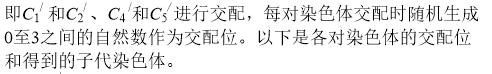 即C₁′和C₂′、C₄′和C₅′进行交配，每对染色体交配时随机生成
0至3之间的自然数作为交配位。以下是各对染色体的交配位
和得到的子代染色体。